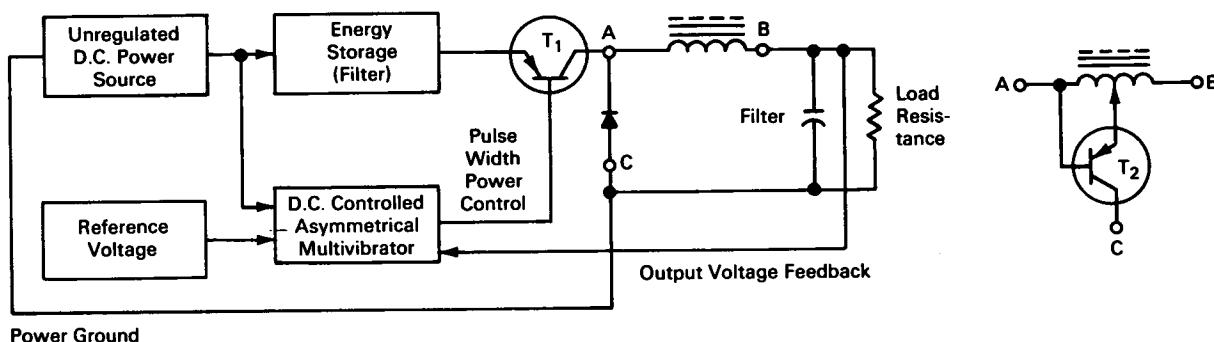 Unregulated
D.C. Power
Source
Energy
Storage
(Filter)
T1
A
B
Filter
Load
Resis-
tance
C
Pulse
Width
Power
Control
Reference
Voltage
D.C. Controlled
Asymmetrical
Multivibrator
Output Voltage Feedback
Power Ground
A
B
T2
C